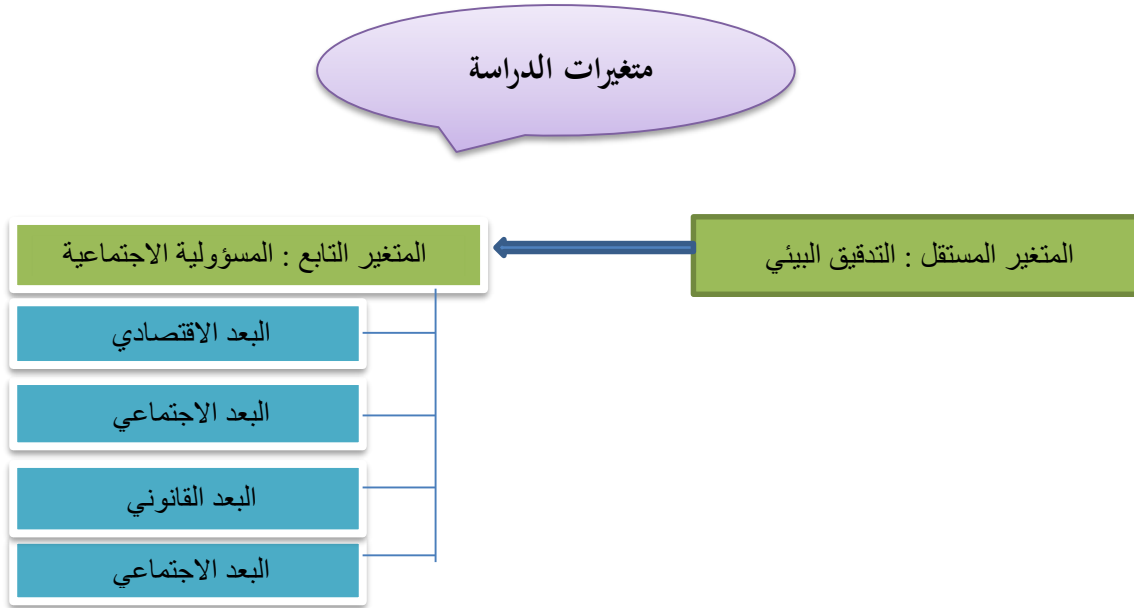 متغيرات الدراسة
المتغير المستقل : التدقيق البيئي
المتغير التابع : المسؤولية الاجتماعية
البعد الاقتصادي
البعد الاجتماعي
البعد القانوني
البعد الاجتماعي